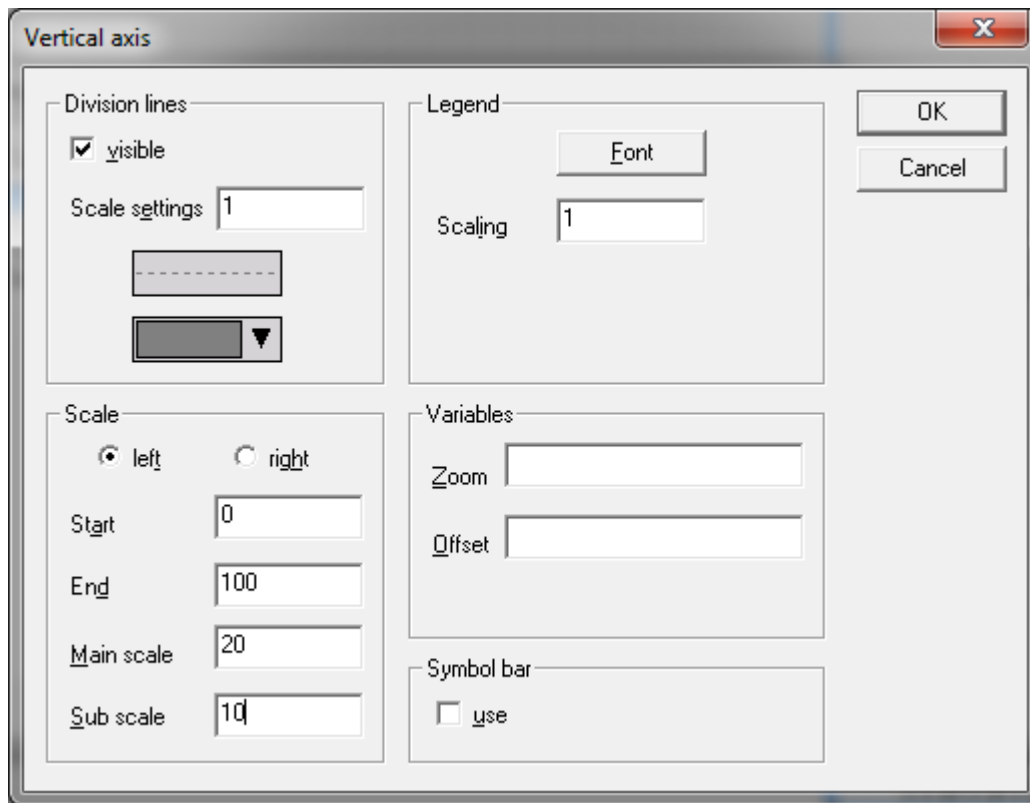 Vertical axis
Division lines
visible
Scale settings 1
Legend
Font
Scaling 1
OK
Cancel
Scale
left right
Start 0
End 100
Main scale 20
Sub scale 10
Variables
Zoom
Offset
Symbol bar
use